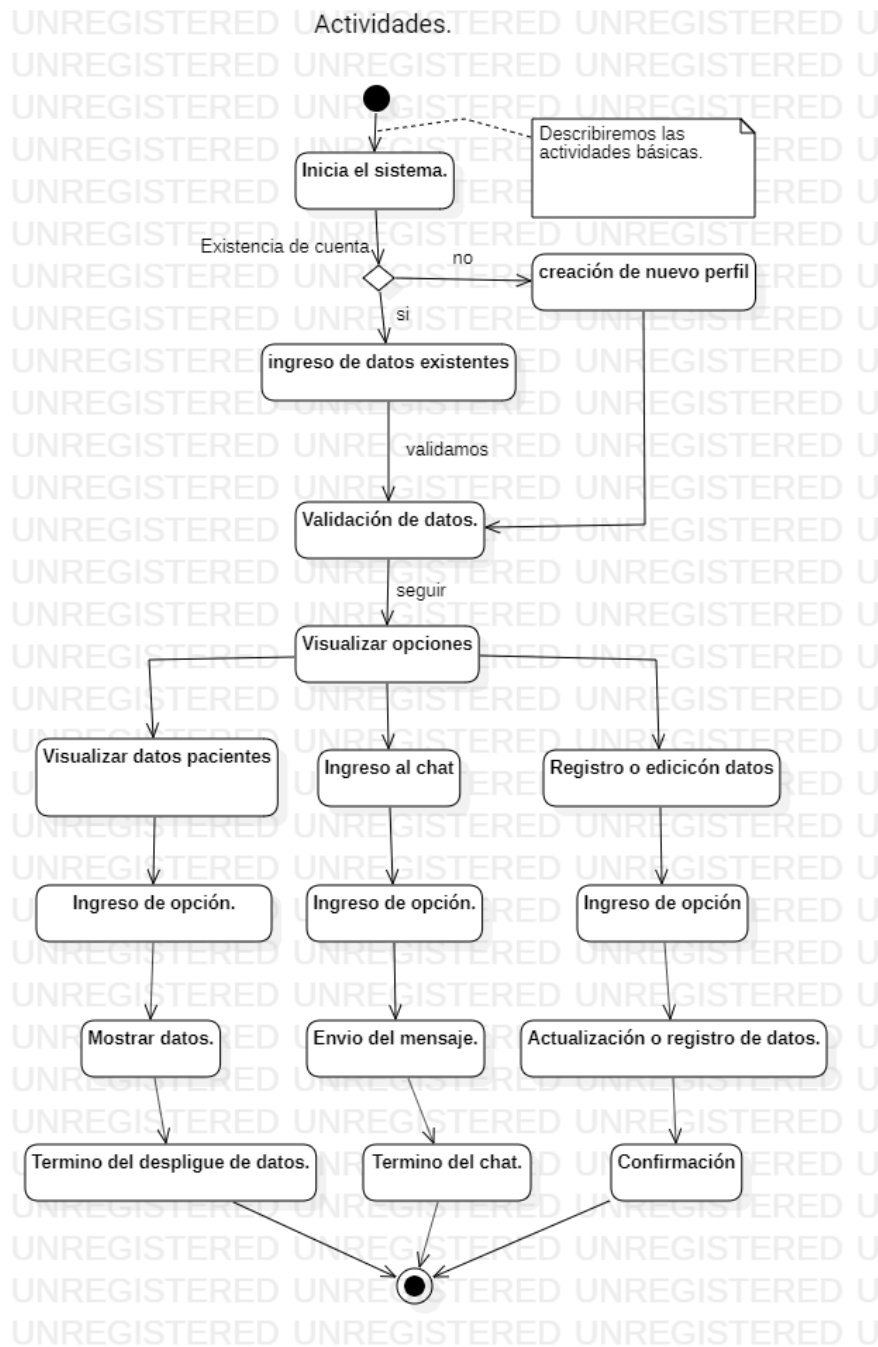 Actividades.
Describiremos las
actividades básicas.
Inicia el sistema.
Existencia de cuenta
no
creación de nuevo perfil
si
ingreso de datos existentes
validamos
Validación de datos.
seguir
Visualizar opciones
Visualizar datos pacientes
Ingreso al chat
Registro o edicicón datos
Ingreso de opción.
Ingreso de opción.
Ingreso de opción
Mostrar datos.
Envio del mensaje.
Actualización o registro de datos.
Termino del despligue de datos.
Termino del chat.
Confirmación
UNREGISTERED UNREGISTERED UNREGISTERED U